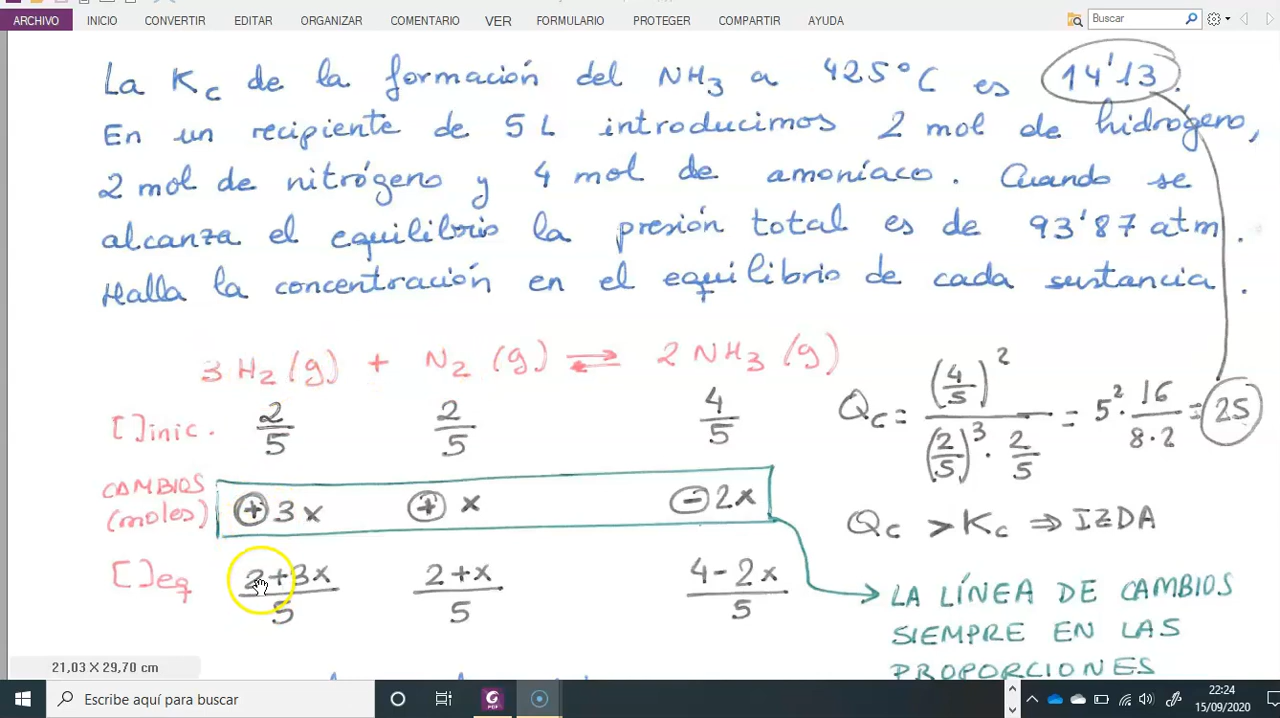 ARCHIVO INICIO CONVERTIR EDITAR ORGANIZAR COMENTARIO VER FORMULARIO PROTEGER COMPARTIR AYUDA Buscar
La Kc de la formación del NH3 a 425°C es 14'13.
En un recipiente de 5 L introducimos 2 mol de hidrógeno,
2 mol de nitrógeno y 4 mol de amoníaco. Cuando se
alcanza el equilibrio la presión total es de 93'87 atm.
Halla la concentración en el equilibrio de cada sustancia.
3 H2 (g) + N2 (g) ⇄ 2 NH3 (g)
[ ]inic. 2/5 2/5 4/5
Qc = (4/5)^2 / ((2/5)^3 · 2/5) = 5^2 · 16/(8·2) = 25
CAMBIOS
(moles) + 3x + x - 2x
Qc > Kc ⇒ IZDA
[ ]eq (2+3x)/5 (2+x)/5 (4-2x)/5
LA LÍNEA DE CAMBIOS
SIEMPRE EN LAS
PROPORCIONES
21,03 X 29,70 cm
Escribe aquí para buscar
PDF
22:24
15/09/2020